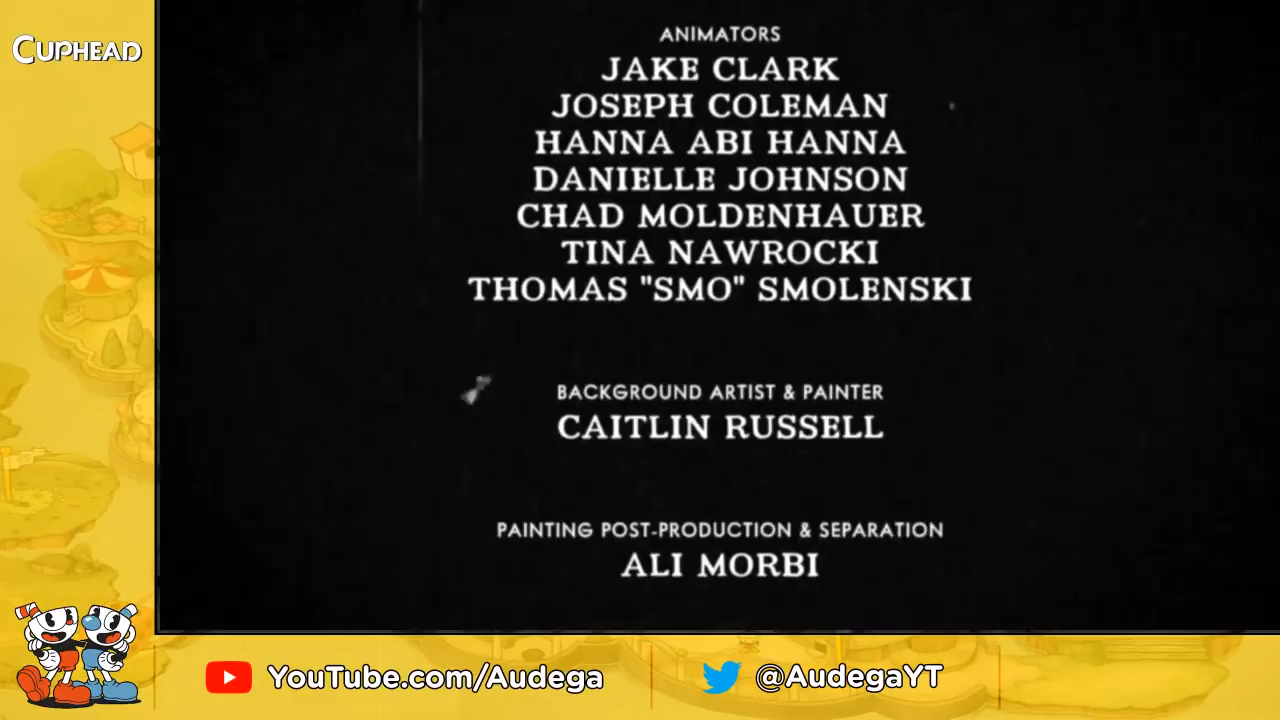 CUPHEAD
ANIMATORS
JAKE CLARK
JOSEPH COLEMAN
HANNA ABI HANNA
DANIELLE JOHNSON
CHAD MOLDENHAUER
TINA NAWROCKI
THOMAS "SMO" SMOLENSKI
BACKGROUND ARTIST & PAINTER
CAITLIN RUSSELL
PAINTING POST-PRODUCTION & SEPARATION
ALI MORBI
YouTube.com/Audega
@AudegaYT